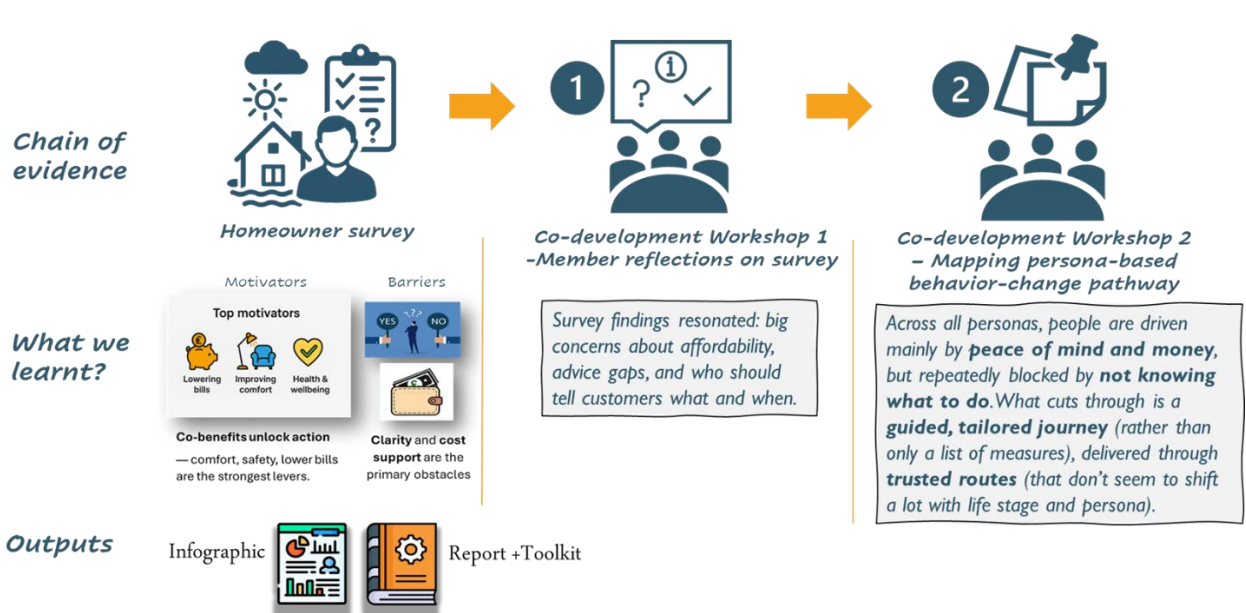 Chain of
evidence
1
i
?
2
?
Homeowner survey
Co-development Workshop 1
-Member reflections on survey
Co-development Workshop 2
– Mapping persona-based
behavior-change pathway
What we
learnt?
Motivators
Top motivators
£
Lowering
bills
Improving
comfort
Health &
wellbeing
Co-benefits unlock action
— comfort, safety, lower bills
are the strongest levers.
Barriers
YES
?
NO
Clarity and cost
support are the
primary obstacles
Survey findings resonated: big
concerns about affordability,
advice gaps, and who should
tell customers what and when.
Across all personas, people are driven
mainly by peace of mind and money,
but repeatedly blocked by not knowing
what to do. What cuts through is a
guided, tailored journey (rather than
only a list of measures), delivered through
trusted routes (that don't seem to shift
a lot with life stage and persona).
Outputs
Infographic
Report +Toolkit